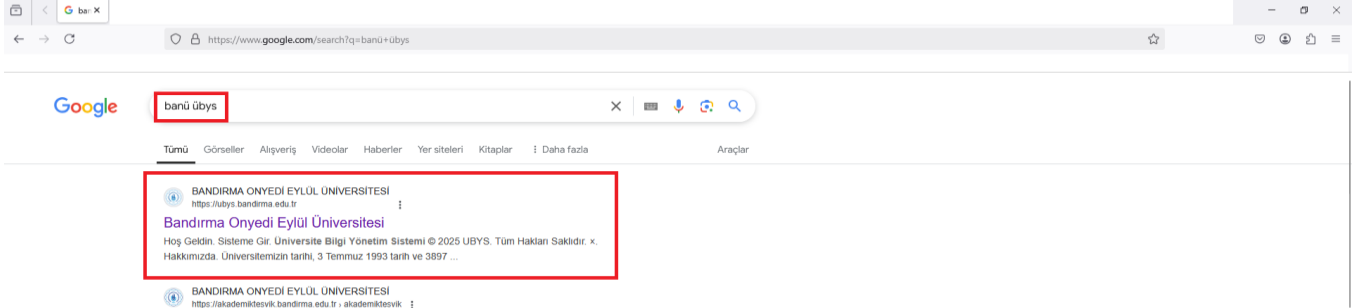 bar
https://www.google.com/search?q=banü+übys
Google
banü übys
Tümü Görseller Alışveriş Videolar Haberler Yer siteleri Kitaplar Daha fazla Araçlar
BANDIRMA ONYEDİ EYLÜL ÜNİVERSİTESİ
https://ubys.bandirma.edu.tr
Bandırma Onyedi Eylül Üniversitesi
Hoş Geldin. Sisteme Gir. Üniversite Bilgi Yönetim Sistemi © 2025 UBYS. Tüm Hakları Saklıdır. ×.
Hakkımızda. Üniversitemizin tarihi, 3 Temmuz 1993 tarih ve 3897 ...
BANDIRMA ONYEDİ EYLÜL ÜNİVERSİTESİ
https://akademiktesvik.bandirma.edu.tr › akademiktesvik